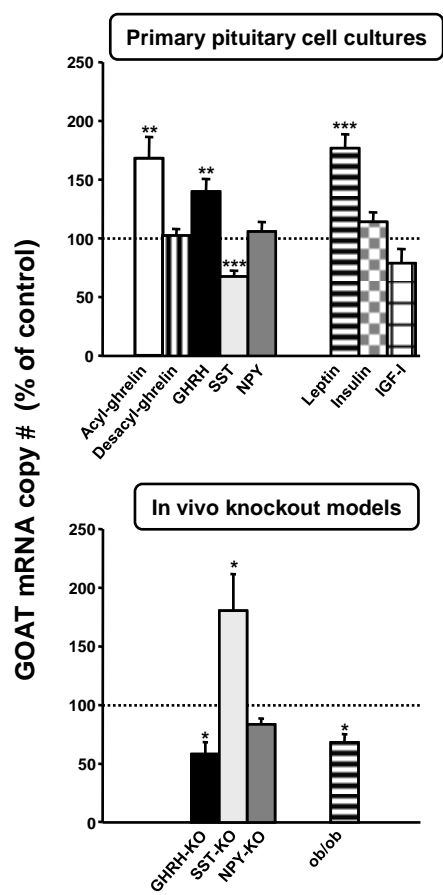 Primary pituitary cell cultures
GOAT mRNA copy # (% of control)
250
200
150
100
50
0
**
**
***
***
Acyl-ghrelin
Desacyl-ghrelin
GHRH
SST
NPY
Leptin
Insulin
IGF-I
In vivo knockout models
250
200
150
100
50
0
*
*
*
GHRH-KO
SST-KO
NPY-KO
ob/ob